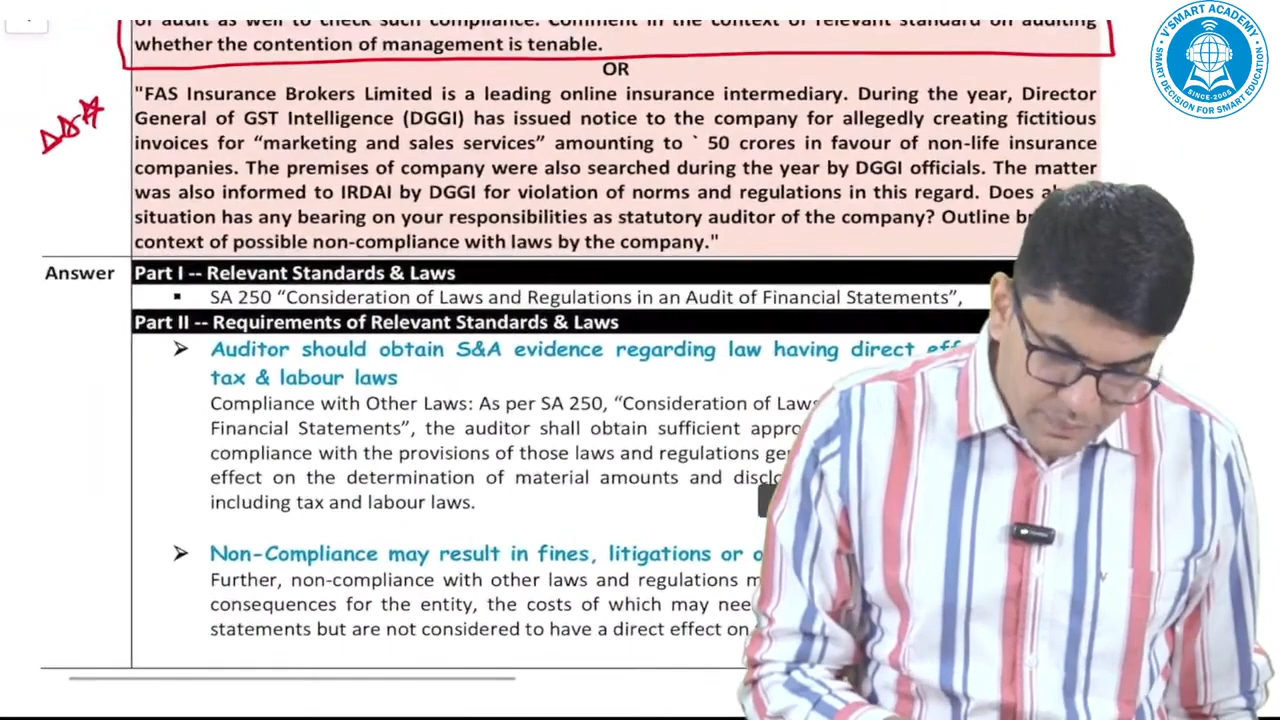 of audit as well to check such compliance. Comment in the context of relevant standard on auditing
whether the contention of management is tenable.
OR
"FAS Insurance Brokers Limited is a leading online insurance intermediary. During the year, Director
General of GST Intelligence (DGGI) has issued notice to the company for allegedly creating fictitious
invoices for “marketing and sales services” amounting to ` 50 crores in favour of non-life insurance
companies. The premises of company were also searched during the year by DGGI officials. The matter
was also informed to IRDAI by DGGI for violation of norms and regulations in this regard. Does
situation has any bearing on your responsibilities as statutory auditor of the company? Outline
context of possible non-compliance with laws by the company."
Answer
Part I -- Relevant Standards & Laws
▪ SA 250 “Consideration of Laws and Regulations in an Audit of Financial Statements”,
Part II -- Requirements of Relevant Standards & Laws
➢ Auditor should obtain S&A evidence regarding law having direct
tax & labour laws
Compliance with Other Laws: As per SA 250, “Consideration of Laws
Financial Statements”, the auditor shall obtain sufficient
compliance with the provisions of those laws and regulations
effect on the determination of material amounts and
including tax and labour laws.
➢ Non-Compliance may result in fines, litigations or
Further, non-compliance with other laws and regulations
consequences for the entity, the costs of which may
statements but are not considered to have a direct effect on
V'SMART ACADEMY
SMART DECISION FOR SMART EDUCATION
SINCE-2005